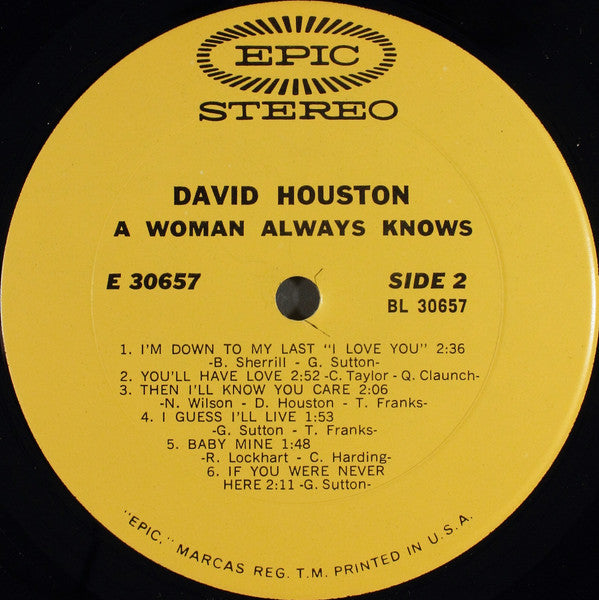 EPIC
STEREO
DAVID HOUSTON
A WOMAN ALWAYS KNOWS
E 30657
SIDE 2
BL 30657
1. I'M DOWN TO MY LAST "I LOVE YOU" 2:36
-B. Sherrill - G. Sutton-
2. YOU'LL HAVE LOVE 2:52 -C. Taylor - Q. Claunch-
3. THEN I'LL KNOW YOU CARE 2:06
-N. Wilson - D. Houston - T. Franks-
4. I GUESS I'LL LIVE 1:53
-G. Sutton - T. Franks-
5. BABY MINE 1:48
-R. Lockhart - C. Harding-
6. IF YOU WERE NEVER
HERE 2:11 -G. Sutton-
"EPIC," MARCAS REG. T.M. PRINTED IN U.S.A.